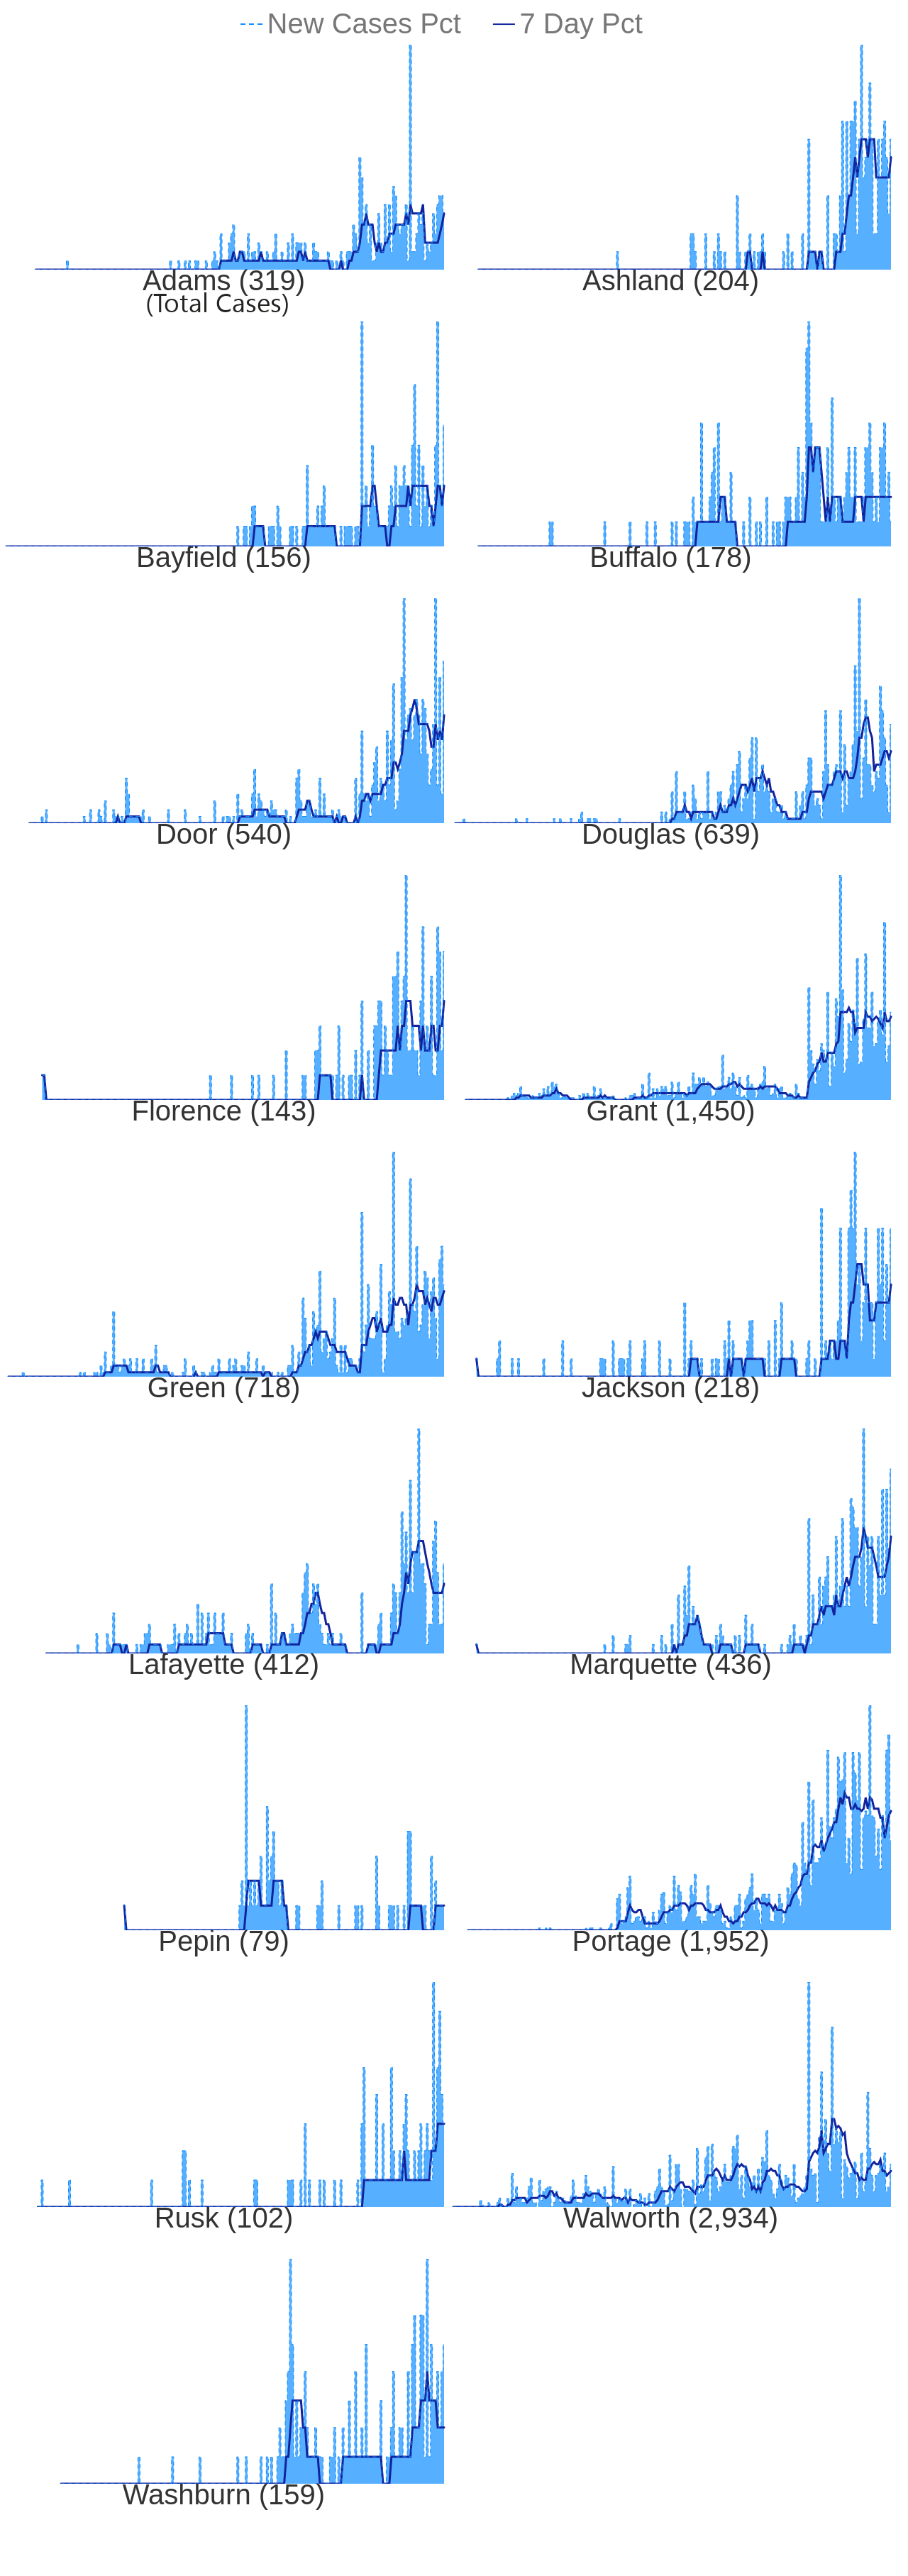 New Cases Pct 7 Day Pct
Adams (319) Ashland (204)
(Total Cases)
Bayfield (156) Buffalo (178)
Door (540) Douglas (639)
Florence (143) Grant (1,450)
Green (718) Jackson (218)
Lafayette (412) Marquette (436)
Pepin (79) Portage (1,952)
Rusk (102) Walworth (2,934)
Washburn (159)